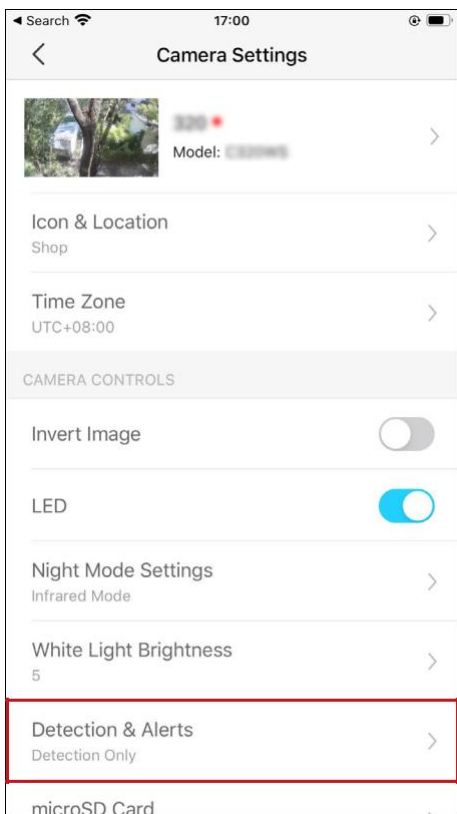 Search
17:00
Camera Settings
Model:
Icon & Location
Shop
Time Zone
UTC+08:00
CAMERA CONTROLS
Invert Image
LED
Night Mode Settings
Infrared Mode
White Light Brightness
5
Detection & Alerts
Detection Only
microSD Card